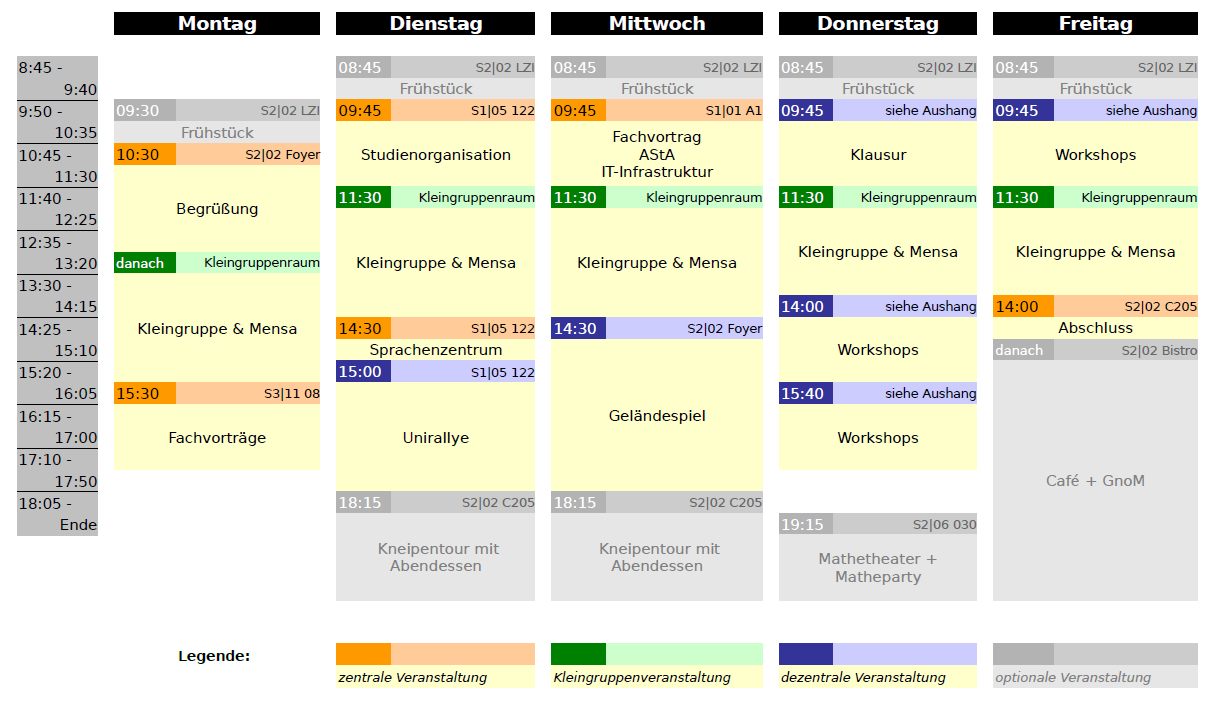 Montag
Dienstag
Mittwoch
Donnerstag
Freitag
8:45 -
9:40
9:50 -
10:35
10:45 -
11:30
11:40 -
12:25
12:35 -
13:20
13:30 -
14:15
14:25 -
15:10
15:20 -
16:05
16:15 -
17:00
17:10 -
17:50
18:05 -
Ende
09:30 S2|02 LZI
Frühstück
10:30 S2|02 Foyer
Begrüßung
danach Kleingruppenraum
Kleingruppe & Mensa
15:30 S3|11 08
Fachvorträge
08:45 S2|02 LZI
Frühstück
09:45 S1|05 122
Studienorganisation
11:30 Kleingruppenraum
Kleingruppe & Mensa
14:30 S1|05 122
Sprachenzentrum
15:00 S1|05 122
Unirallye
18:15 S2|02 C205
Kneipentour mit
Abendessen
08:45 S2|02 LZI
Frühstück
09:45 S1|01 A1
Fachvortrag
AStA
IT-Infrastruktur
11:30 Kleingruppenraum
Kleingruppe & Mensa
14:30 S2|02 Foyer
Geländespiel
18:15 S2|02 C205
Kneipentour mit
Abendessen
08:45 S2|02 LZI
Frühstück
09:45 siehe Aushang
Klausur
11:30 Kleingruppenraum
Kleingruppe & Mensa
14:00 siehe Aushang
Workshops
15:40 siehe Aushang
Workshops
19:15 S2|06 030
Mathetheater +
Matheparty
08:45 S2|02 LZI
Frühstück
09:45 siehe Aushang
Workshops
11:30 Kleingruppenraum
Kleingruppe & Mensa
14:00 S2|02 C205
Abschluss
danach S2|02 Bistro
Café + GnoM
Legende:
zentrale Veranstaltung
Kleingruppenveranstaltung
dezentrale Veranstaltung
optionale Veranstaltung